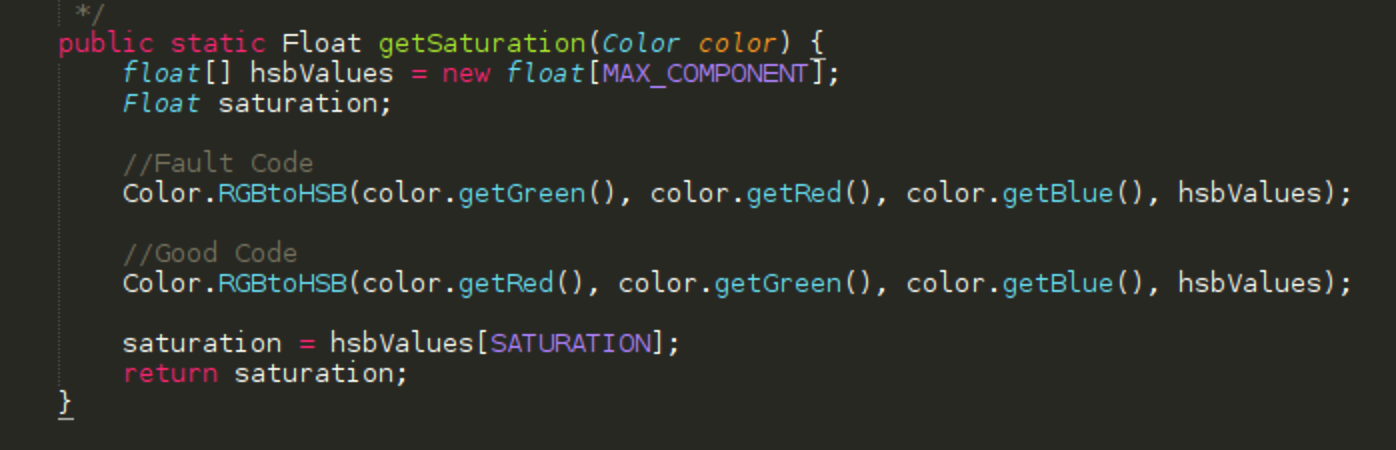 */
public static Float getSaturation(Color color) {
float[] hsbValues = new float[MAX_COMPONENT];
Float saturation;
//Fault Code
Color.RGBtoHSB(color.getGreen(), color.getRed(), color.getBlue(), hsbValues);
//Good Code
Color.RGBtoHSB(color.getRed(), color.getGreen(), color.getBlue(), hsbValues);
saturation = hsbValues[SATURATION];
return saturation;
}